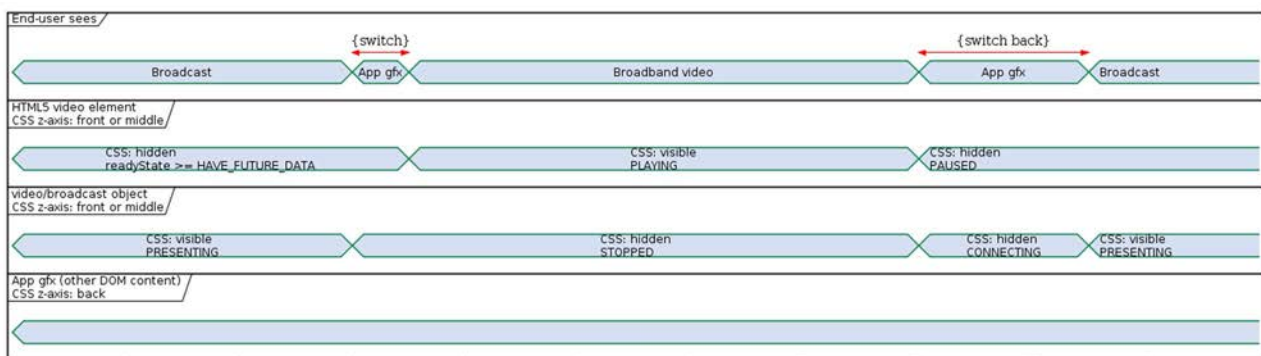 End-user sees
{switch}
{switch back}
Broadcast
App gfx
Broadband video
App gfx
Broadcast
HTML5 video element
CSS z-axis: front or middle
CSS: hidden
readyState >= HAVE_FUTURE_DATA
CSS: visible
PLAYING
CSS: hidden
PAUSED
video/broadcast object
CSS z-axis: front or middle
CSS: visible
PRESENTING
CSS: hidden
STOPPED
CSS: hidden
CONNECTING
CSS: visible
PRESENTING
App gfx (other DOM content)
CSS z-axis: back